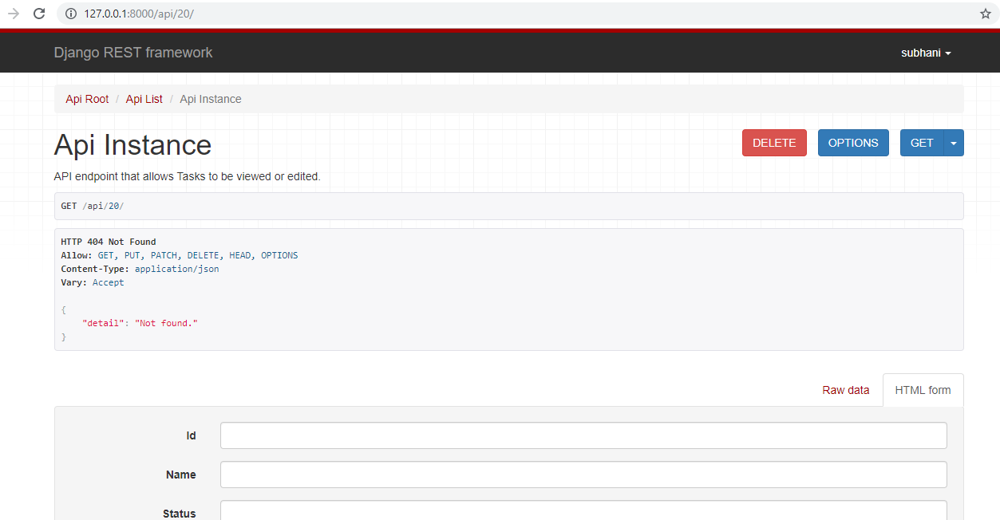 127.0.0.1:8000/api/20/
Django REST framework
subhani
Api Root / Api List / Api Instance
Api Instance
DELETE
OPTIONS
GET
API endpoint that allows Tasks to be viewed or edited.
GET /api/20/
HTTP 404 Not Found
Allow: GET, PUT, PATCH, DELETE, HEAD, OPTIONS
Content-Type: application/json
Vary: Accept
{
"detail": "Not found."
}
Raw data
HTML form
Id
Name
Status